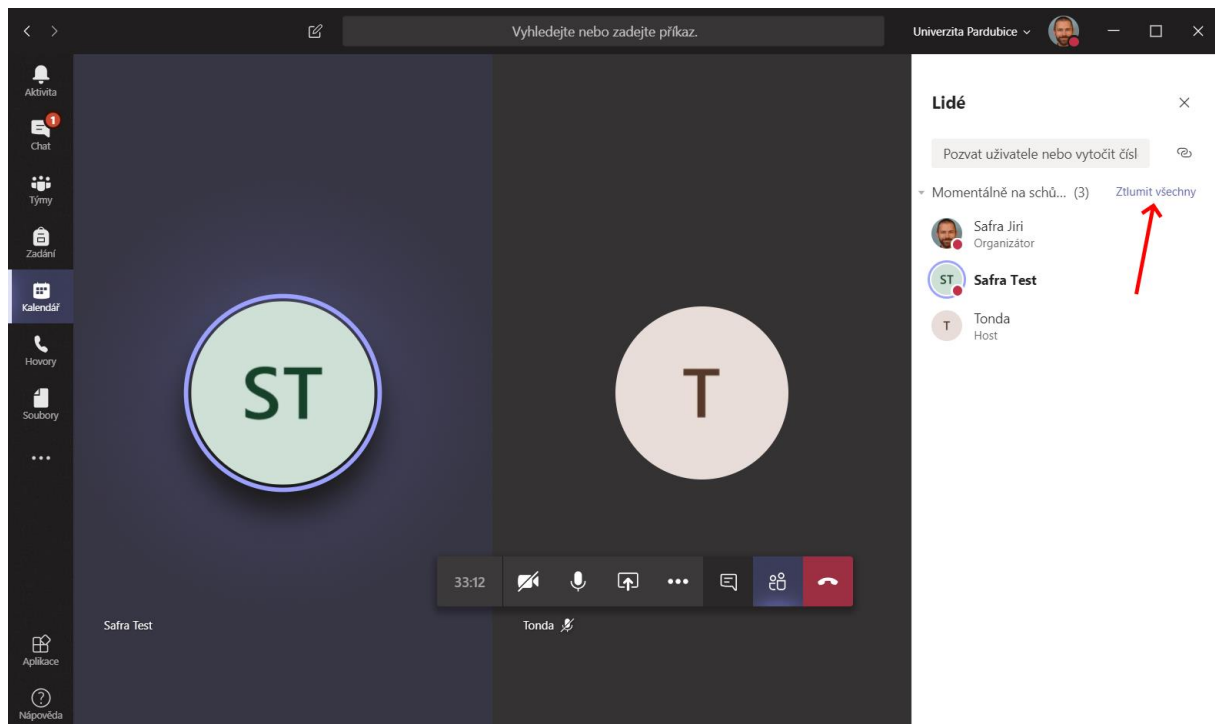 Vyhledejte nebo zadejte příkaz.
Univerzita Pardubice
Aktivita
1
Chat
Týmy
Zadání
Kalendář
Hovory
Soubory
Aplikace
Nápověda
ST
Safra Test
T
Tonda
33:12
Lidé
Pozvat uživatele nebo vytočit čísl
Momentálně na schů... (3) Ztlumit všechny
Safra Jiri
Organizátor
ST Safra Test
T Tonda
Host